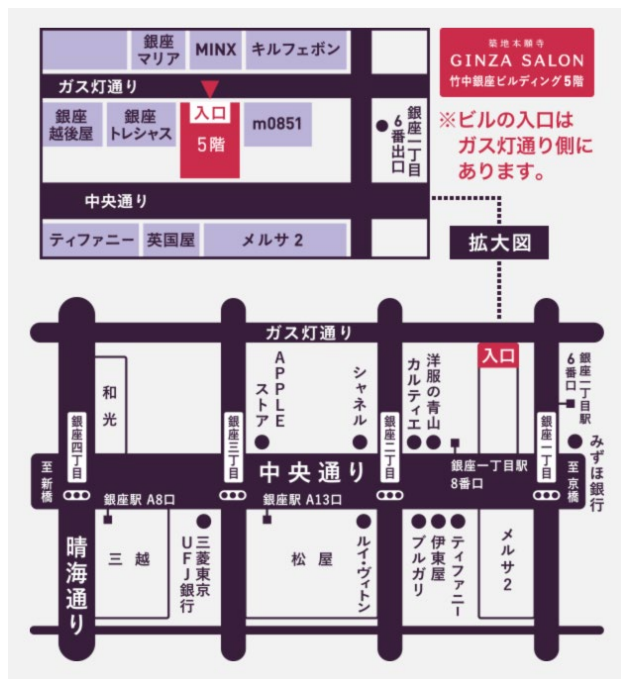 銀座
マリア
MINX
キルフェボン
ガス灯通り
銀座
越後屋
銀座
トレシャス
入口
5階
m0851
銀座一丁目
6番出口
中央通り
ティファニー
英国屋
メルサ2
築地本願寺
GINZA SALON
竹中銀座ビルディング5階
※ビルの入口は
ガス灯通り側に
あります。
拡大図
ガス灯通り
和光
APPLE
ストア
シャネル
洋服の青山
カルティエ
入口
銀座一丁目駅
6番口
みずほ銀行
銀座四丁目
銀座三丁目
銀座二丁目
銀座一丁目
至新橋
中央通り
至京橋
銀座一丁目駅
8番口
銀座駅 A8口
銀座駅 A13口
晴海通り
三越
三菱東京
UFJ銀行
松屋
ルイ・ヴィトン
ティファニー
伊東屋
ブルガリ
メルサ2